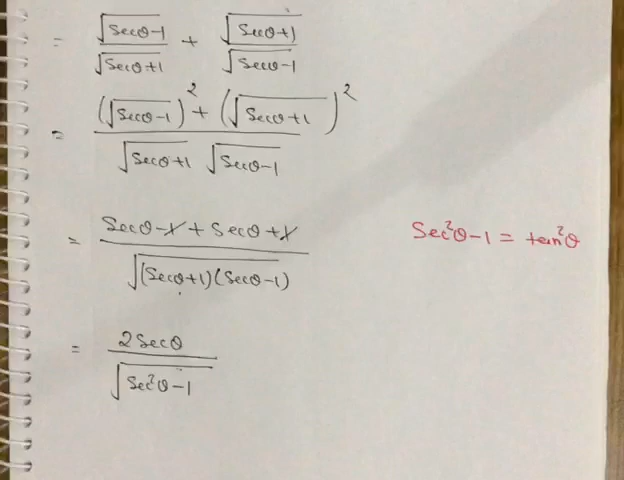 = √(secθ-1)/√(secθ+1) + √(secθ+1)/√(secθ-1)
= ((√(secθ-1))² + (√(secθ+1))²)/(√(secθ+1) √(secθ-1))
= (secθ-1+secθ+1)/√((secθ+1)(secθ-1))
sec²θ-1 = tan²θ
= 2secθ/√(sec²θ-1)